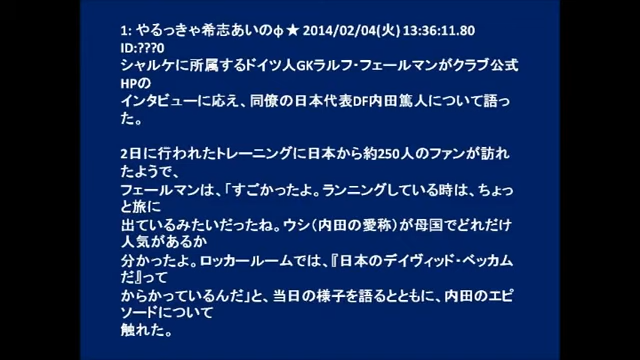 1: やるっきゃ希志あいのφ★ 2014/02/04(火) 13:36:11.80
ID:???0
シャルケに所属するドイツ人GKラルフ・フェールマンがクラブ公式
HPの
インタビューに応え、同僚の日本代表DF内田篤人について語っ
た。
2日に行われたトレーニングに日本から約250人のファンが訪れ
たようで、
フェールマンは、「すごかったよ。ランニングしている時は、ちょっ
と旅に
出ているみたいだったね。ウシ(内田の愛称)が母国でどれだけ
人気があるか
分かったよ。ロッカールームでは、『日本のデイヴィッド・ベッカム
だ』って
からかっているんだ」と、当日の様子を語るとともに、内田のエピ
ソードについて
触れた。